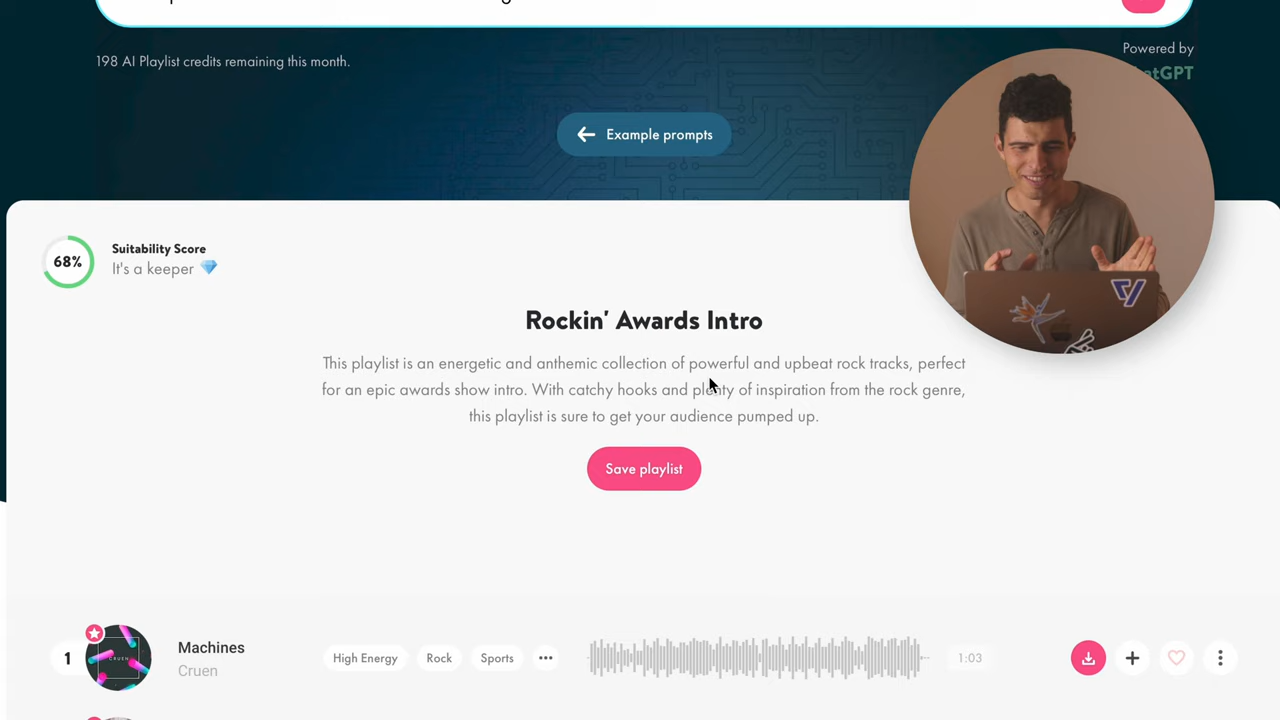 198 AI Playlist credits remaining this month.
Powered by
atGPT
Example prompts
68%
Suitability Score
It's a keeper 💎
Rockin' Awards Intro
This playlist is an energetic and anthemic collection of powerful and upbeat rock tracks, perfect
for an epic awards show intro. With catchy hooks and plenty of inspiration from the rock genre,
this playlist is sure to get your audience pumped up.
Save playlist
1
CRUEN
Machines
Cruen
High Energy
Rock
Sports
1:03